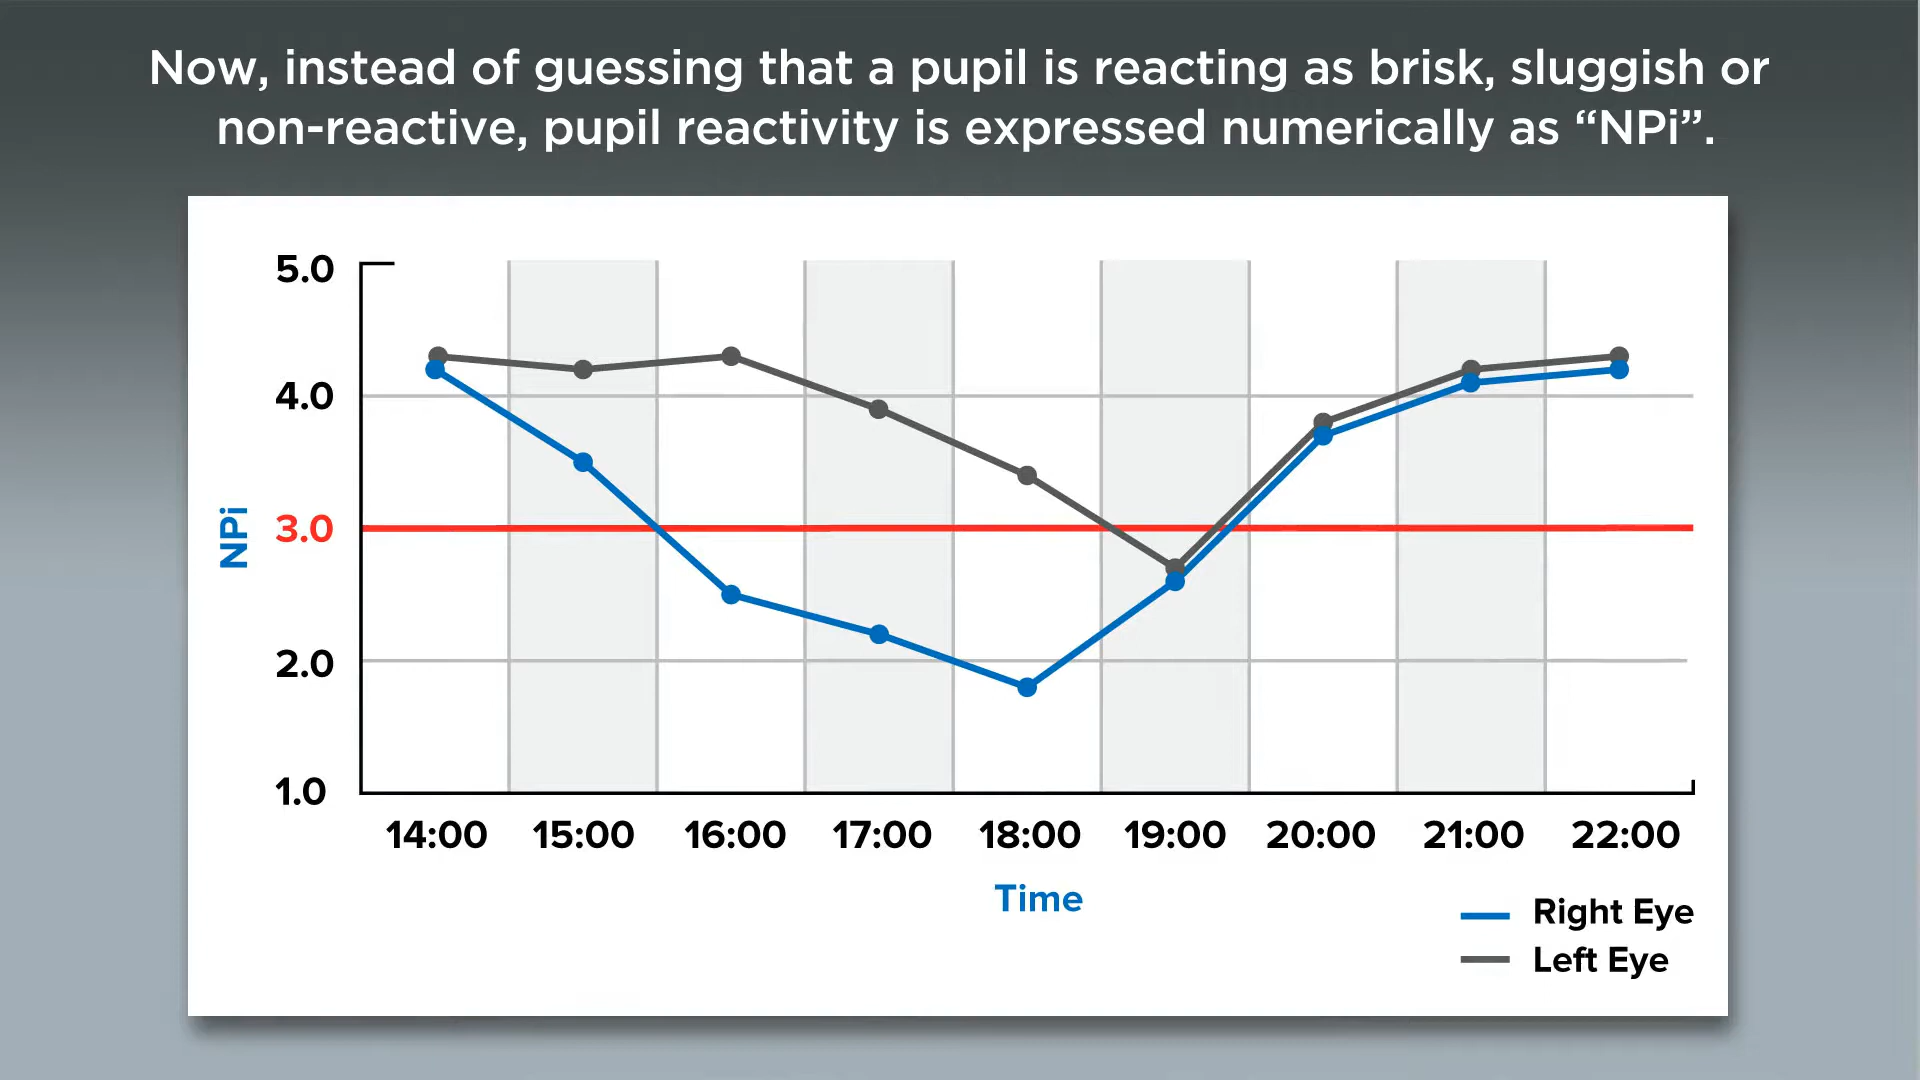 Now, instead of guessing that a pupil is reacting as brisk, sluggish or
non-reactive, pupil reactivity is expressed numerically as “NPi”.
5.0
4.0
3.0
2.0
1.0
NPi
14:00 15:00 16:00 17:00 18:00 19:00 20:00 21:00 22:00
Time
Right Eye
Left Eye